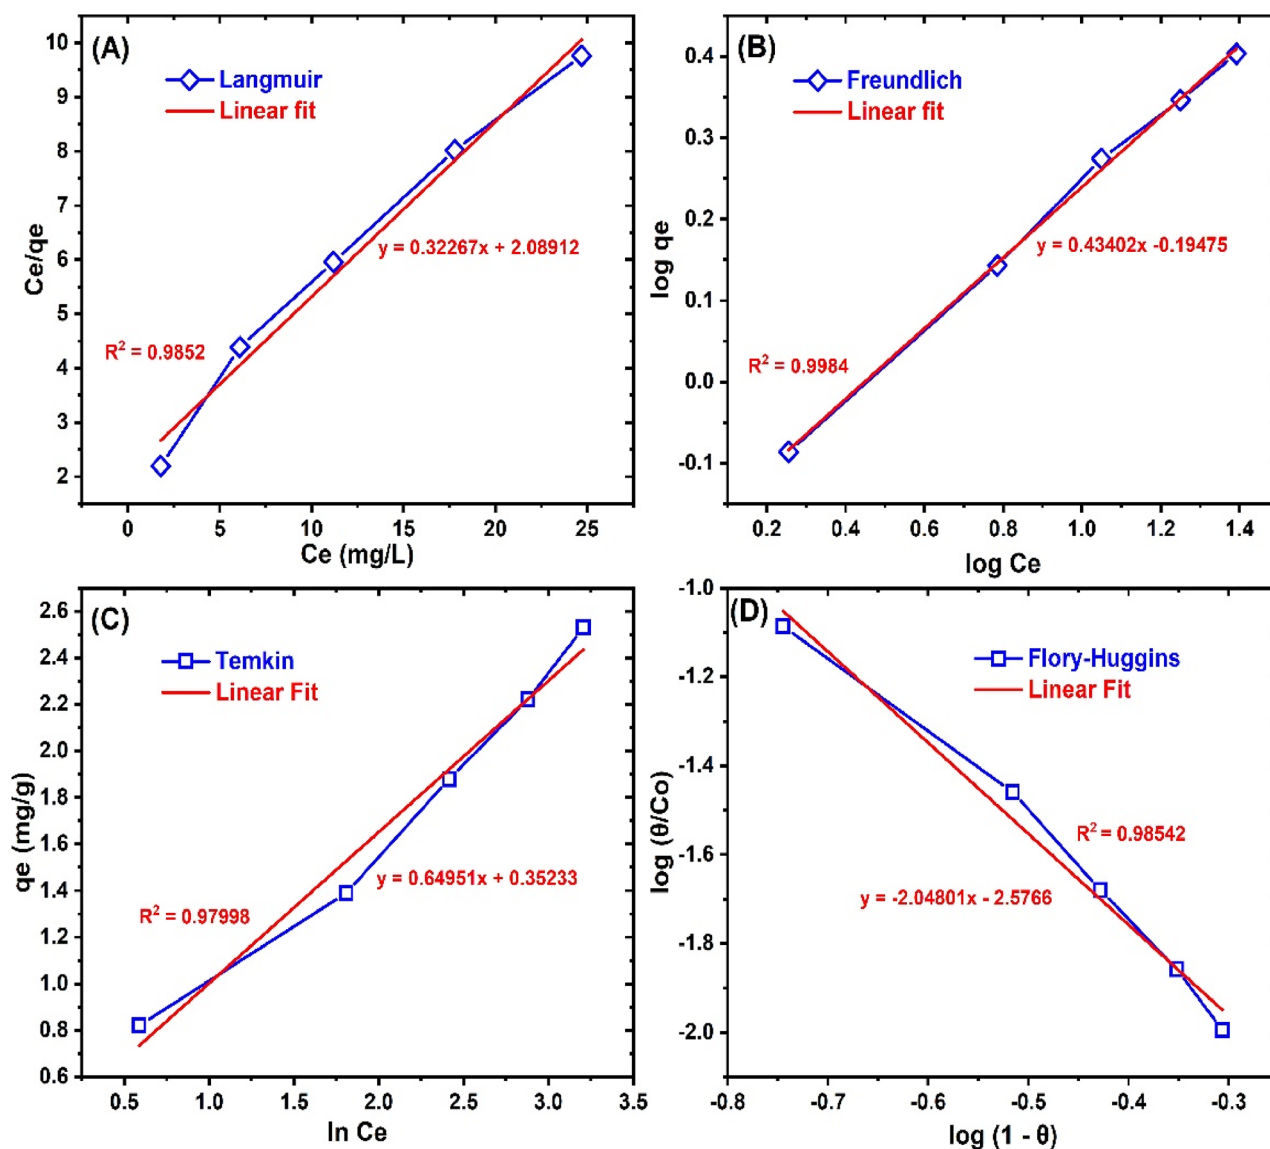 (A)
Langmuir
Linear fit
y = 0.32267x + 2.08912
R² = 0.9852
Ce/qe
10
9
8
7
6
5
4
3
2
0 5 10 15 20 25
Ce (mg/L)
(B)
Freundlich
Linear fit
y = 0.43402x -0.19475
R² = 0.9984
log qe
0.4
0.3
0.2
0.1
0.0
-0.1
0.2 0.4 0.6 0.8 1.0 1.2 1.4
log Ce
(C)
Temkin
Linear Fit
y = 0.64951x + 0.35233
R² = 0.97998
qe (mg/g)
2.6
2.4
2.2
2.0
1.8
1.6
1.4
1.2
1.0
0.8
0.6
0.5 1.0 1.5 2.0 2.5 3.0 3.5
ln Ce
(D)
Flory-Huggins
Linear Fit
R² = 0.98542
y = -2.04801x - 2.5766
log (θ/Co)
-1.0
-1.2
-1.4
-1.6
-1.8
-2.0
-0.8 -0.7 -0.6 -0.5 -0.4 -0.3
log (1 - θ)